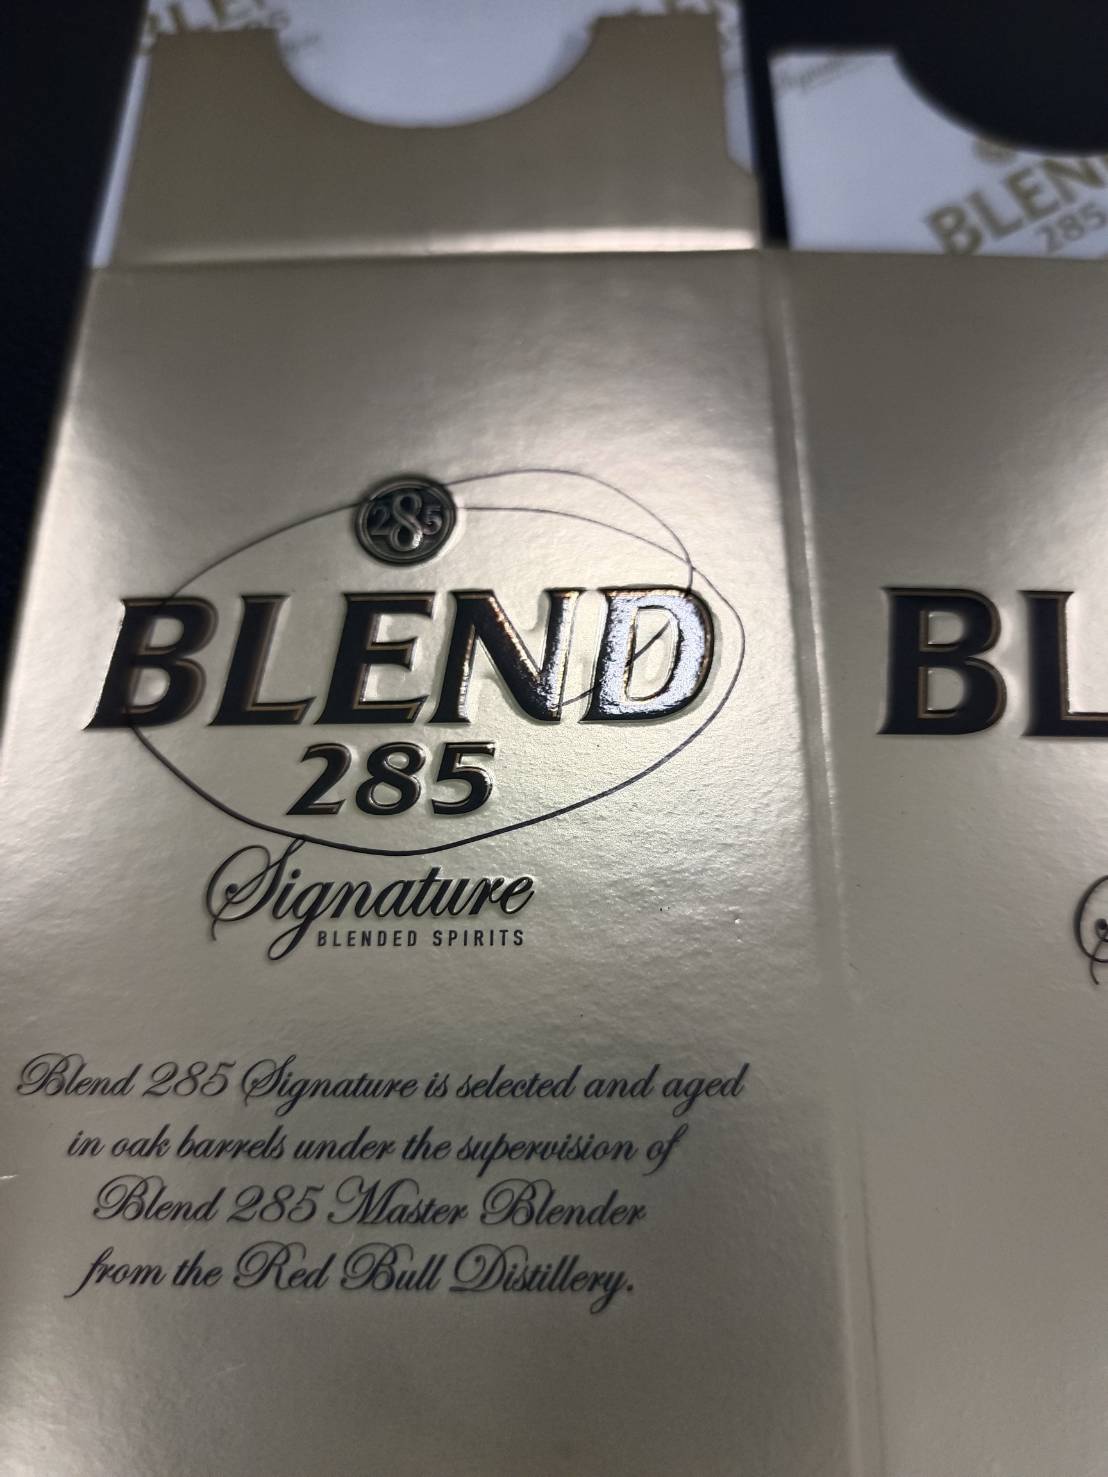 BLEN
285
BLEND
285
Signature
BLENDED SPIRITS
Blend 285 Signature is selected and aged
in oak barrels under the supervision of
Blend 285 Master Blender
from the Red Bull Distillery.
BL